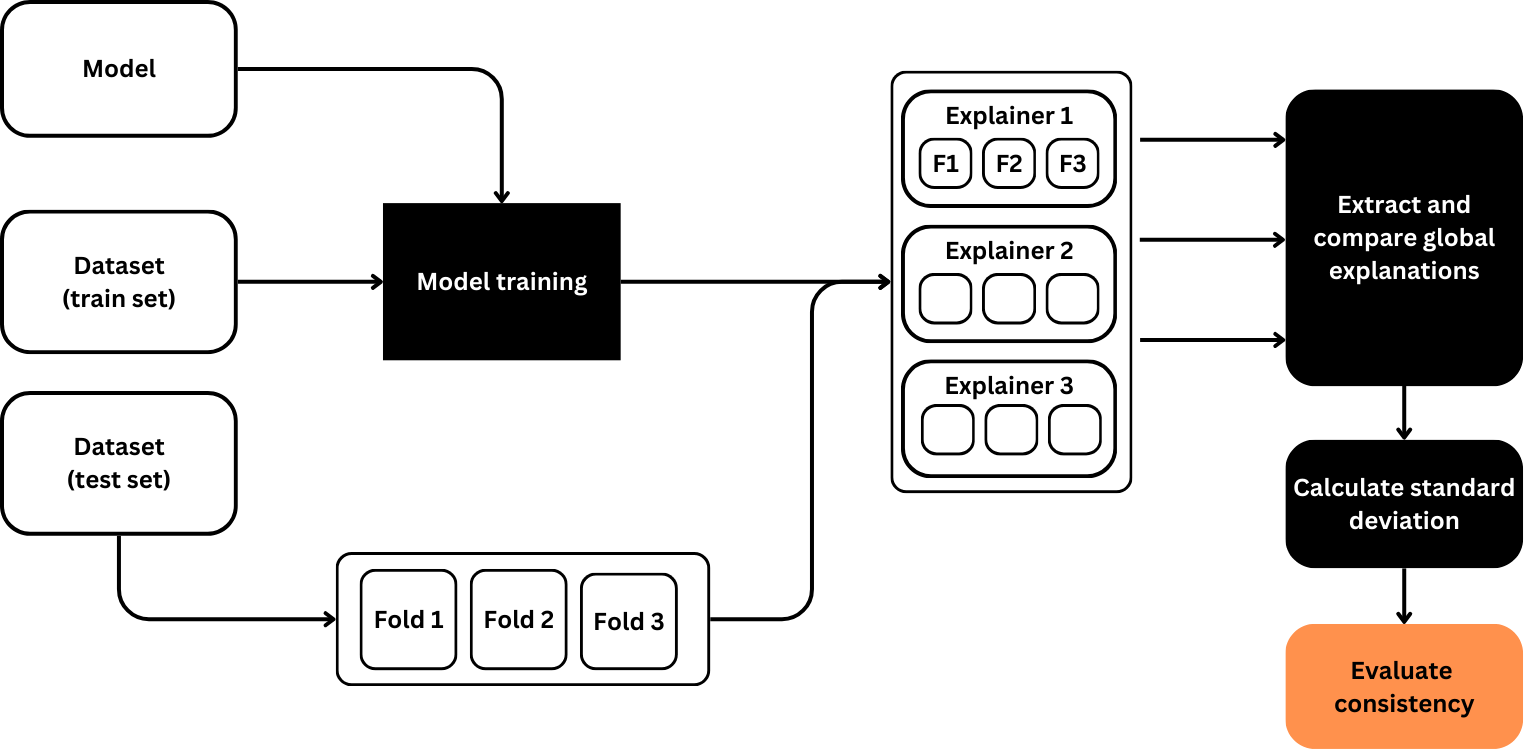 Model
Dataset
(train set)
Dataset
(test set)
Model training
Fold 1
Fold 2
Fold 3
Explainer 1
F1 F2 F3
Explainer 2
Explainer 3
Extract and
compare global
explanations
Calculate standard
deviation
Evaluate
consistency